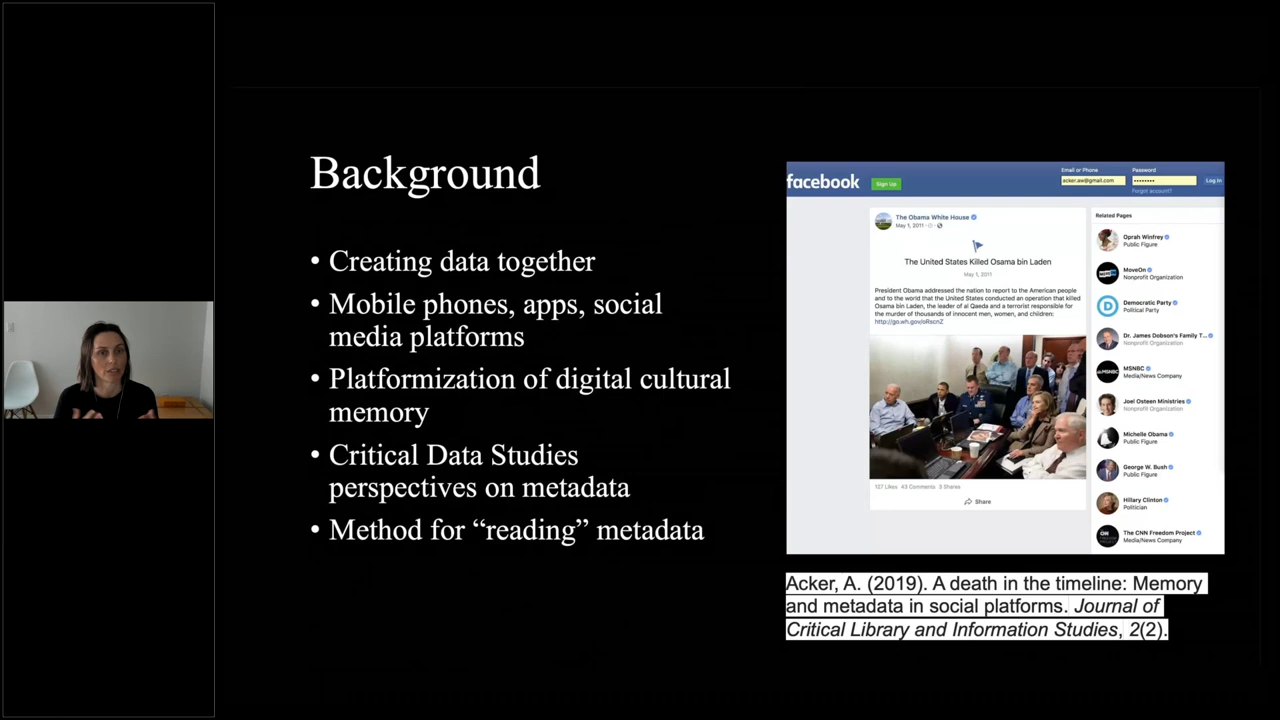 Background
• Creating data together
• Mobile phones, apps, social
media platforms
• Platformization of digital cultural
memory
• Critical Data Studies
perspectives on metadata
• Method for “reading” metadata
facebook
Sign Up
Email or Phone
Password
acker.aw@gmail.com
••••••••
Log In
Forgot account?
The Obama White House
May 1, 2011
The United States Killed Osama bin Laden
May 1, 2011
President Obama addressed the nation to report to the American people
and to the world that the United States conducted an operation that killed
Osama bin Laden, the leader of al Qaeda and a terrorist responsible for
the murder of thousands of innocent men, women, and children:
http://go.wh.gov/oRscnZ
127 Likes 43 Comments 3 Shares
Share
Related Pages
Oprah Winfrey
Public Figure
MoveOn
Nonprofit Organization
Democratic Party
Political Party
Dr. James Dobson's Family T...
Nonprofit Organization
MSNBC
Media/News Company
Joel Osteen Ministries
Nonprofit Organization
Michelle Obama
Public Figure
George W. Bush
Public Figure
Hillary Clinton
Politician
The CNN Freedom Project
Media/News Company
Acker, A. (2019). A death in the timeline: Memory
and metadata in social platforms. Journal of
Critical Library and Information Studies, 2(2).